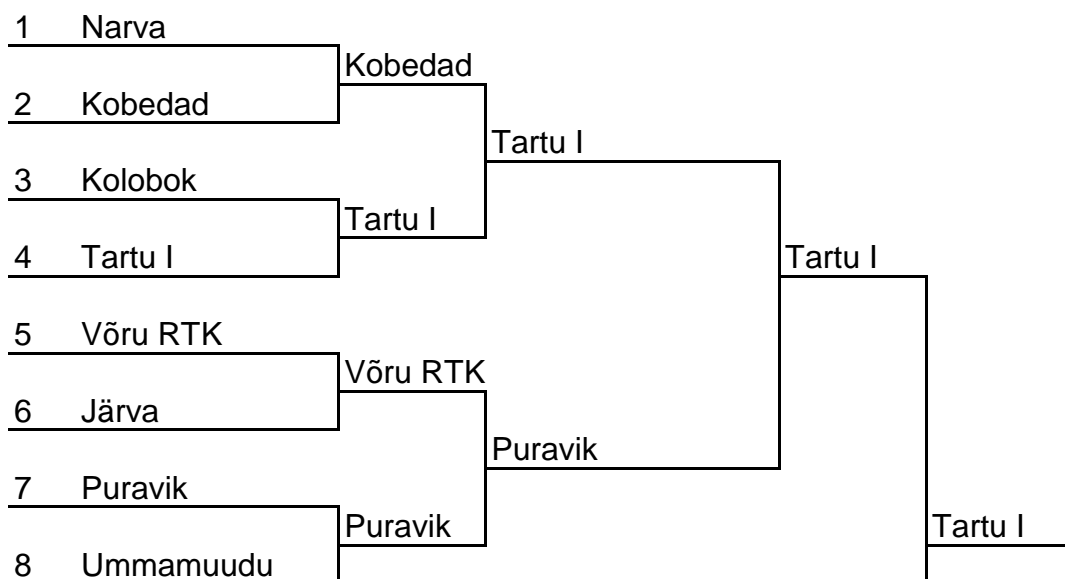 1 Narva
Kobedad
2 Kobedad
Tartu I
3 Kolobok
Tartu I
4 Tartu I
Tartu I
5 Võru RTK
Võru RTK
6 Järva
Puravik
7 Puravik
Puravik
Tartu I
8 Ummamuudu